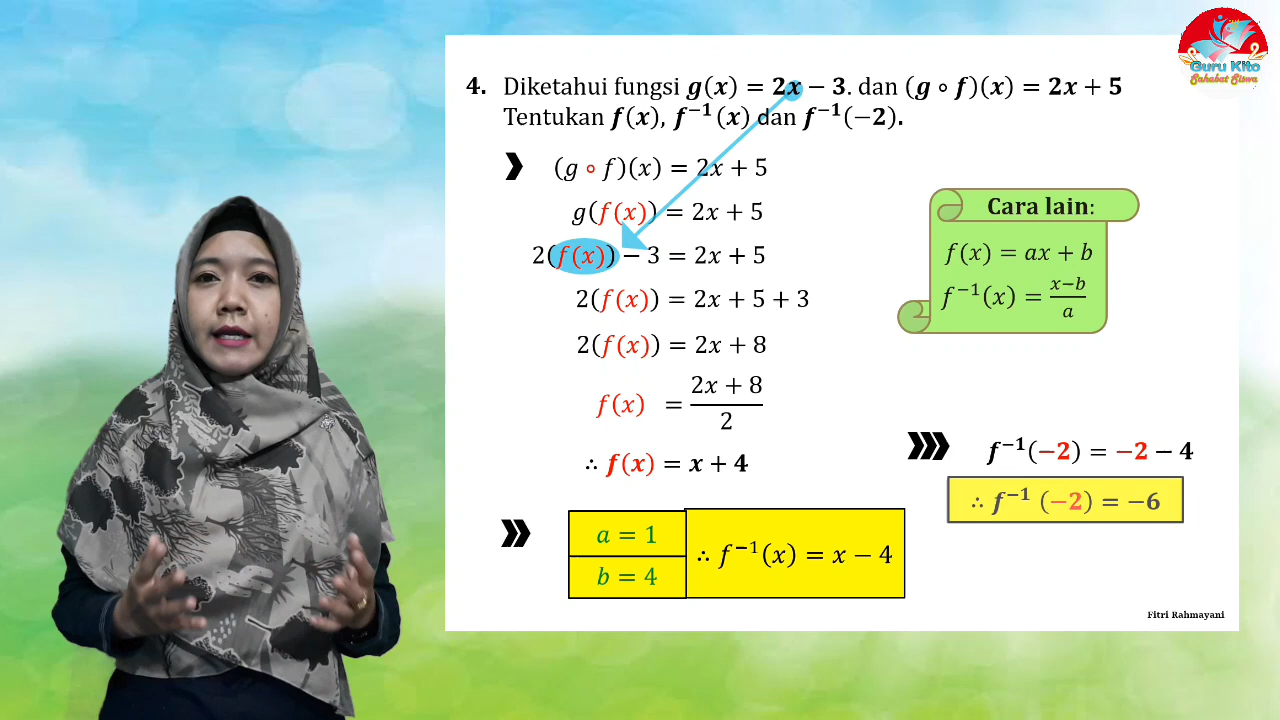 Guru Kito
Sahabat Siswa
4. Diketahui fungsi g(x) = 2x − 3. dan (g ∘ f)(x) = 2x + 5
Tentukan f(x), f⁻¹(x) dan f⁻¹(−2).
(g ∘ f)(x) = 2x + 5
g(f(x)) = 2x + 5
2(f(x)) − 3 = 2x + 5
2(f(x)) = 2x + 5 + 3
2(f(x)) = 2x + 8
f(x) = (2x + 8)/2
∴ f(x) = x + 4
a = 1
b = 4
∴ f⁻¹(x) = x − 4
Cara lain:
f(x) = ax + b
f⁻¹(x) = (x−b)/a
f⁻¹(−2) = −2 − 4
∴ f⁻¹ (−2) = −6
Fitri Rahmayani